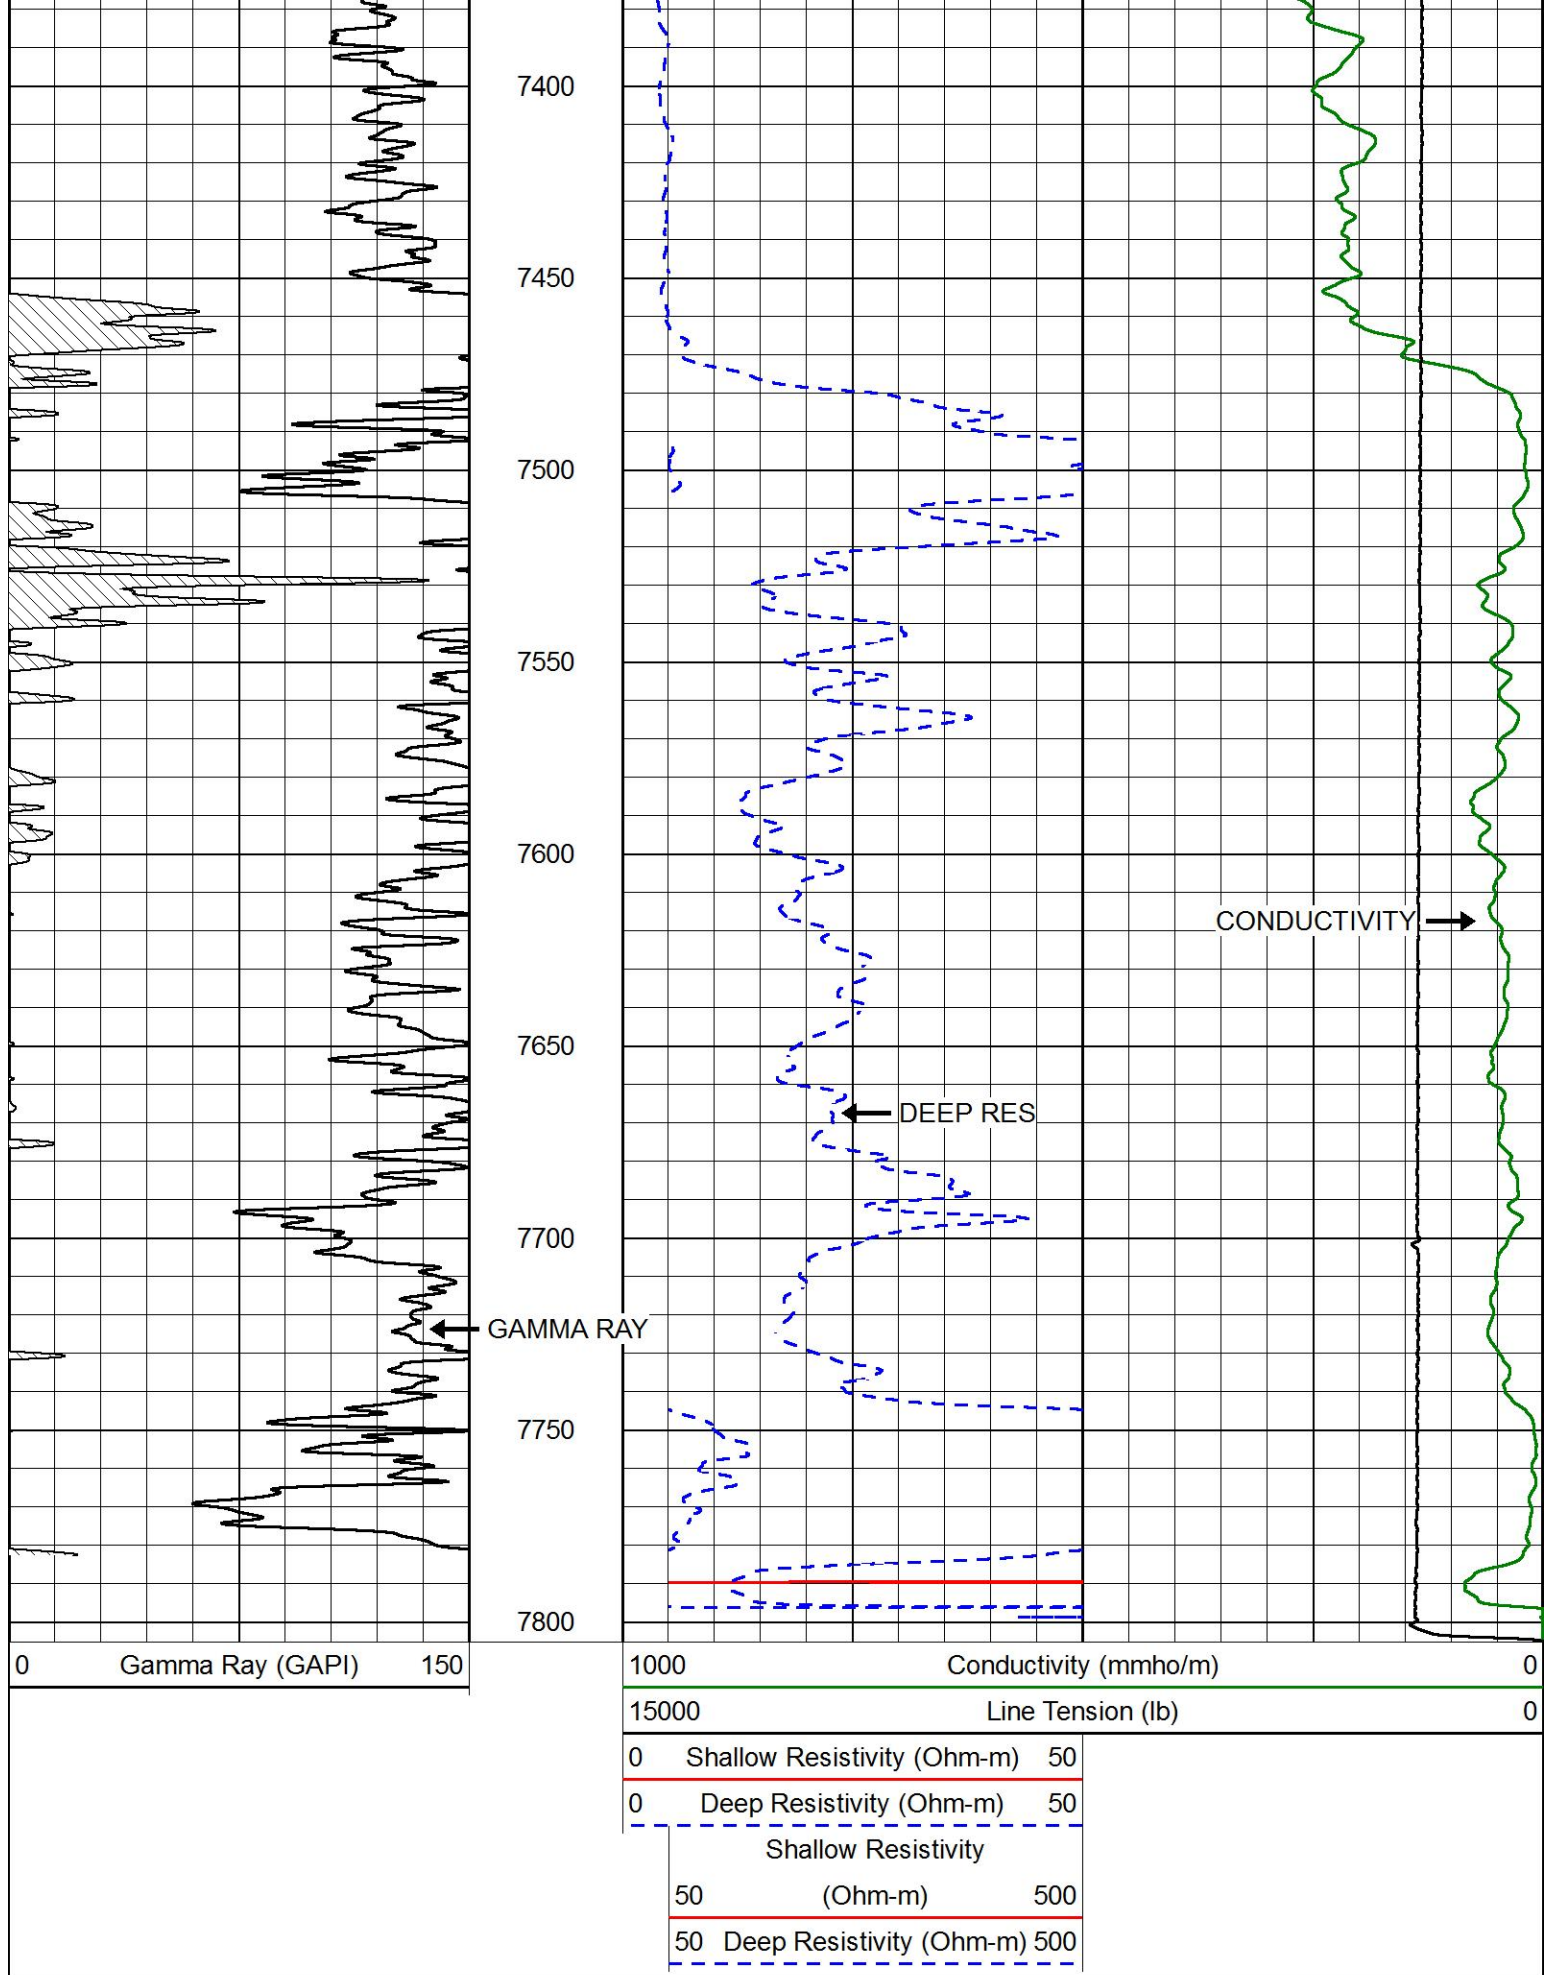 7400
7450
7500
7550
7600
CONDUCTIVITY
7650
DEEP RES
7700
GAMMA RAY
7750
7800
0 Gamma Ray (GAPI) 150 1000 Conductivity (mmho/m) 0
15000 Line Tension (lb) 0
0 Shallow Resistivity (Ohm-m) 50
0 Deep Resistivity (Ohm-m) 50
Shallow Resistivity
50 (Ohm-m) 500
50 Deep Resistivity (Ohm-m) 500